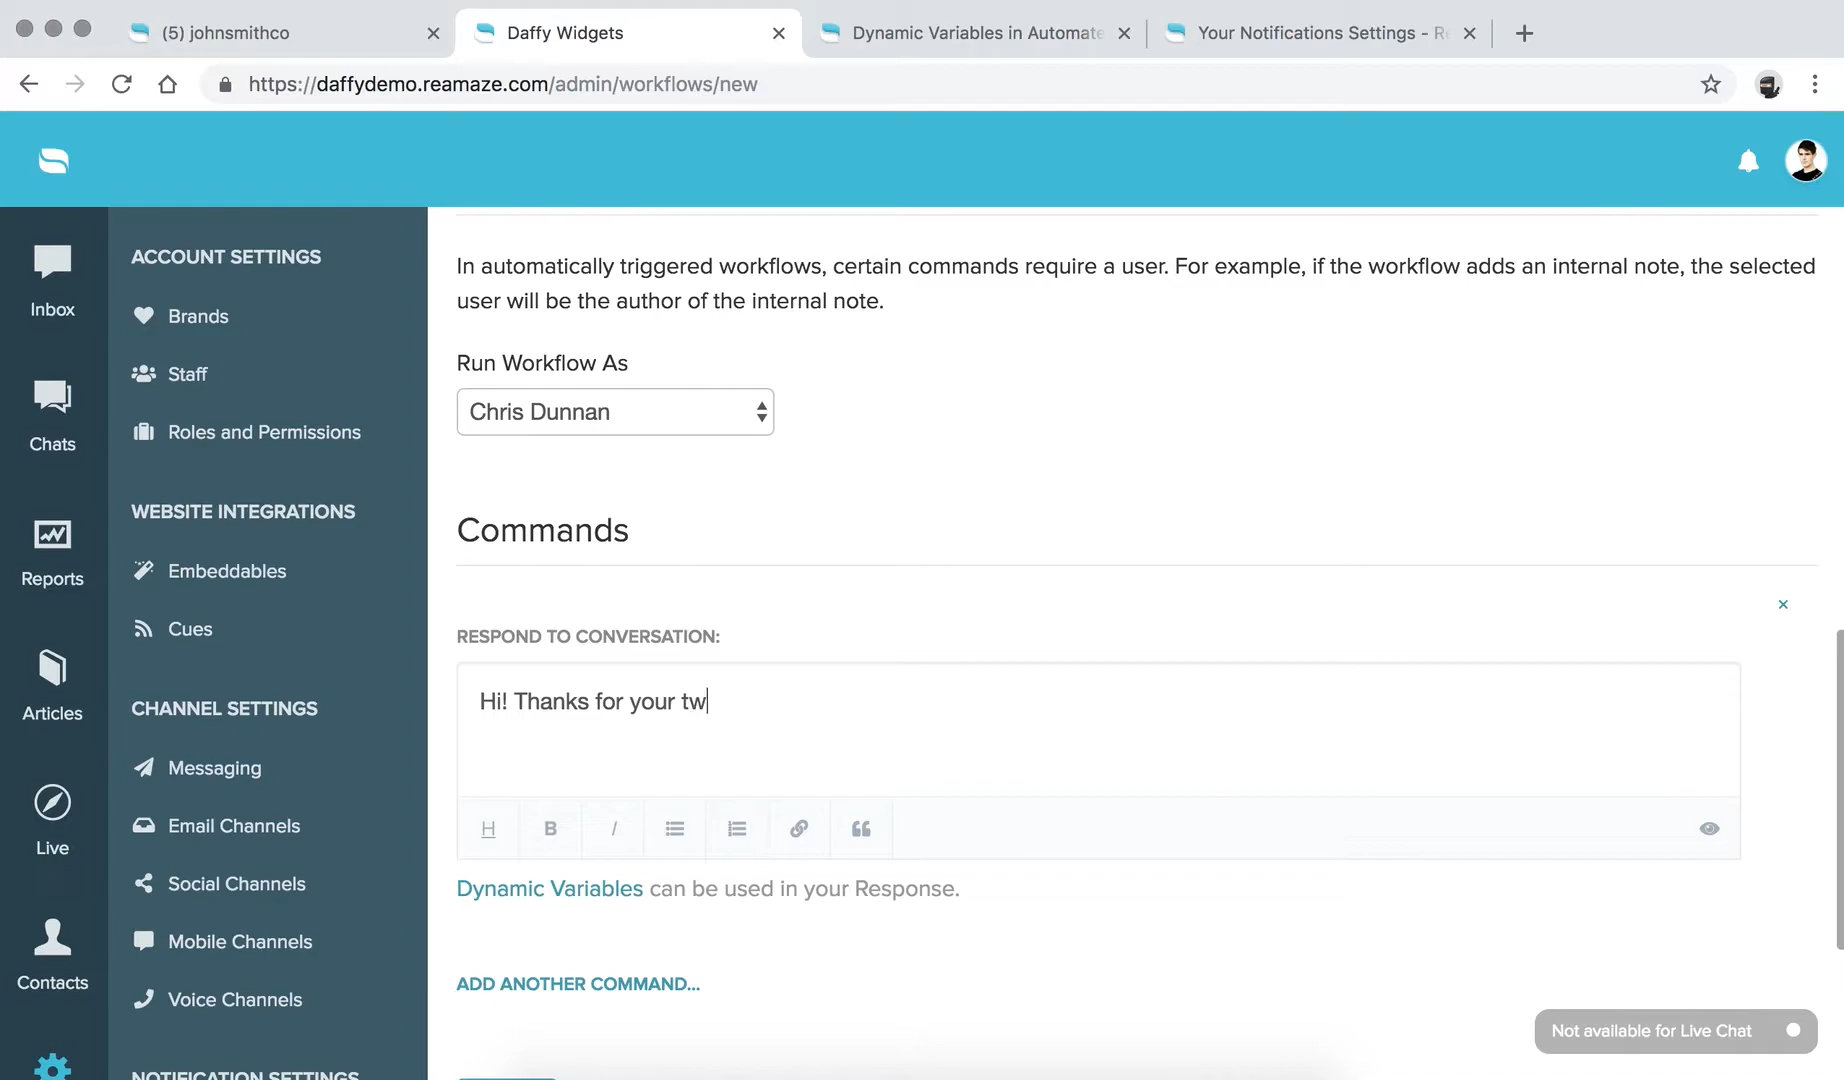 (5) johnsmithco
Daffy Widgets
Dynamic Variables in Automate
Your Notifications Settings - Re
https://daffydemo.reamaze.com/admin/workflows/new
Inbox
Chats
Reports
Articles
Live
Contacts
ACCOUNT SETTINGS
Brands
Staff
Roles and Permissions
WEBSITE INTEGRATIONS
Embeddables
Cues
CHANNEL SETTINGS
Messaging
Email Channels
Social Channels
Mobile Channels
Voice Channels
NOTIFICATION SETTINGS
In automatically triggered workflows, certain commands require a user. For example, if the workflow adds an internal note, the selected
user will be the author of the internal note.
Run Workflow As
Chris Dunnan
Commands
RESPOND TO CONVERSATION:
Hi! Thanks for your tw
H B I
Dynamic Variables can be used in your Response.
ADD ANOTHER COMMAND...
Not available for Live Chat